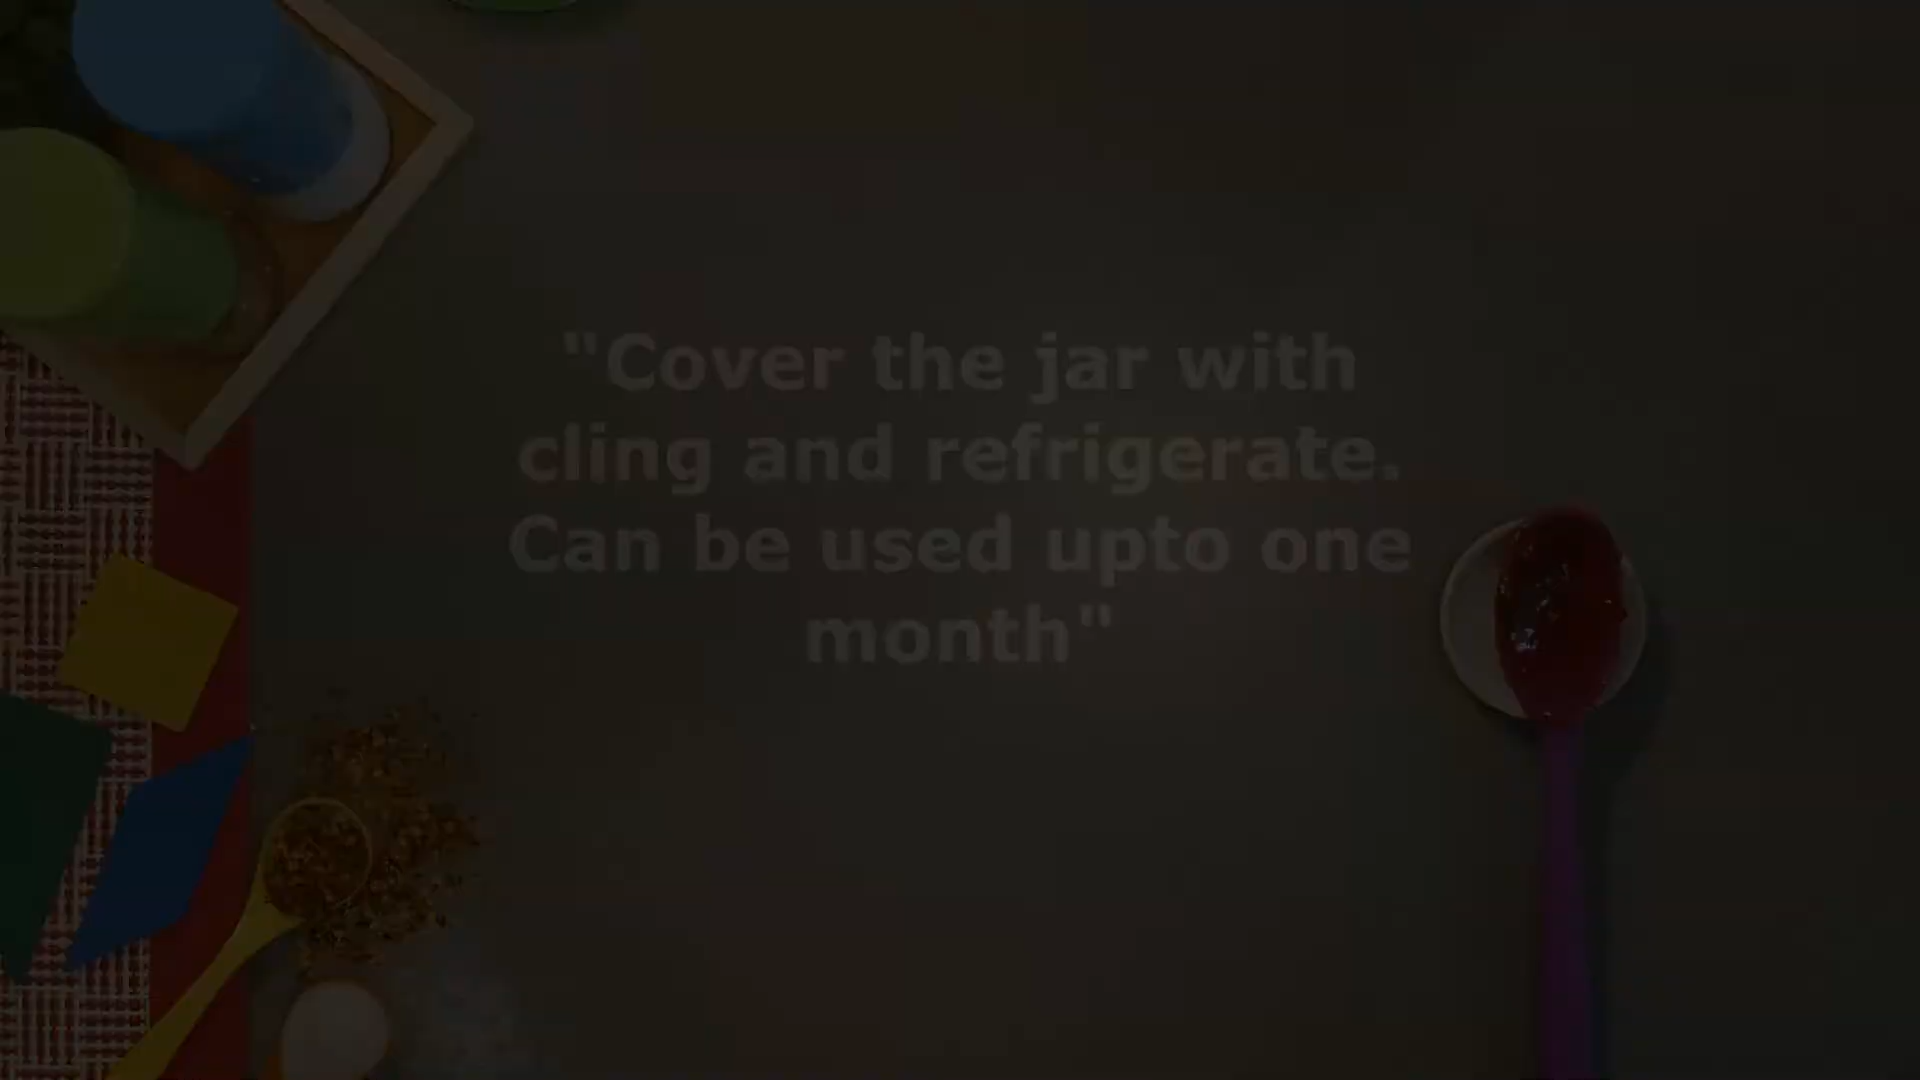 "Cover the jar with
cling and refrigerate.
Can be used upto one
month"